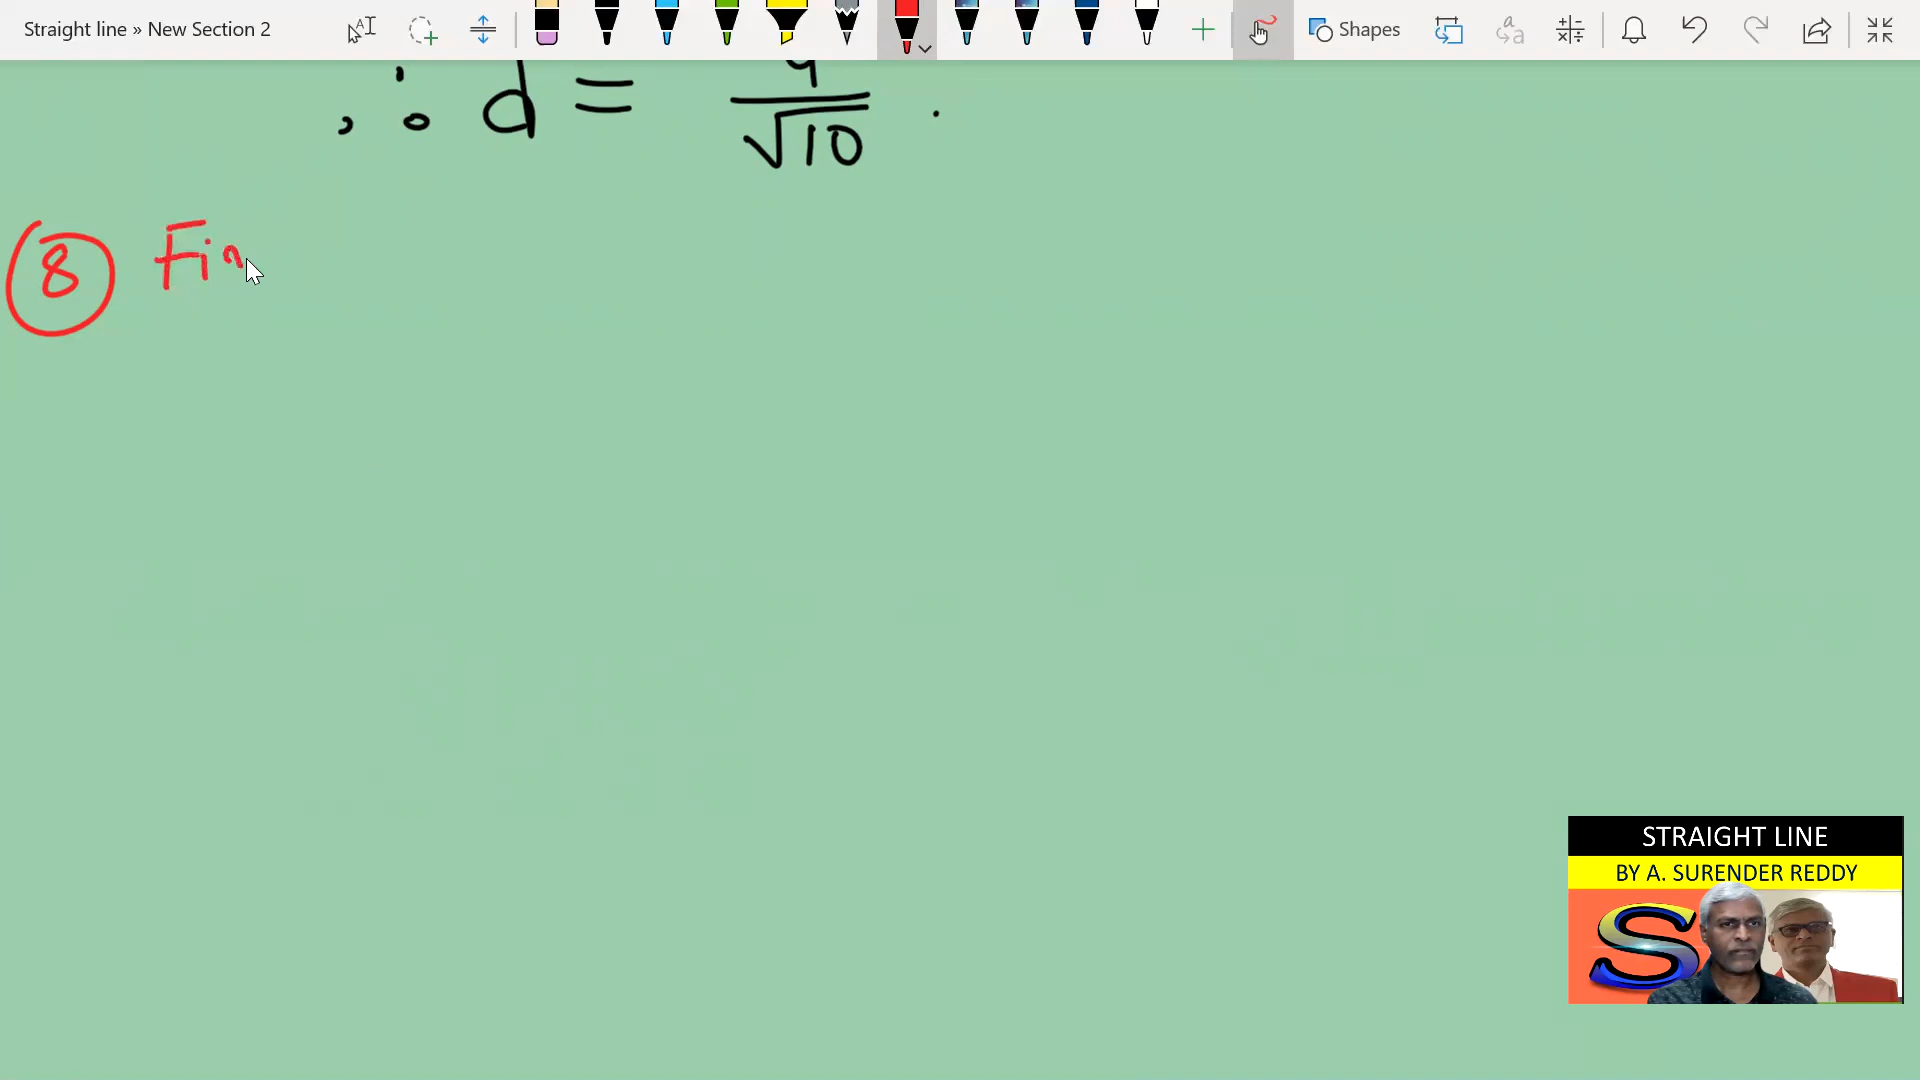 Straight line » New Section 2
Shapes
, ∴ d = 9/√10 .
8 Fin
STRAIGHT LINE
BY A. SURENDER REDDY
S